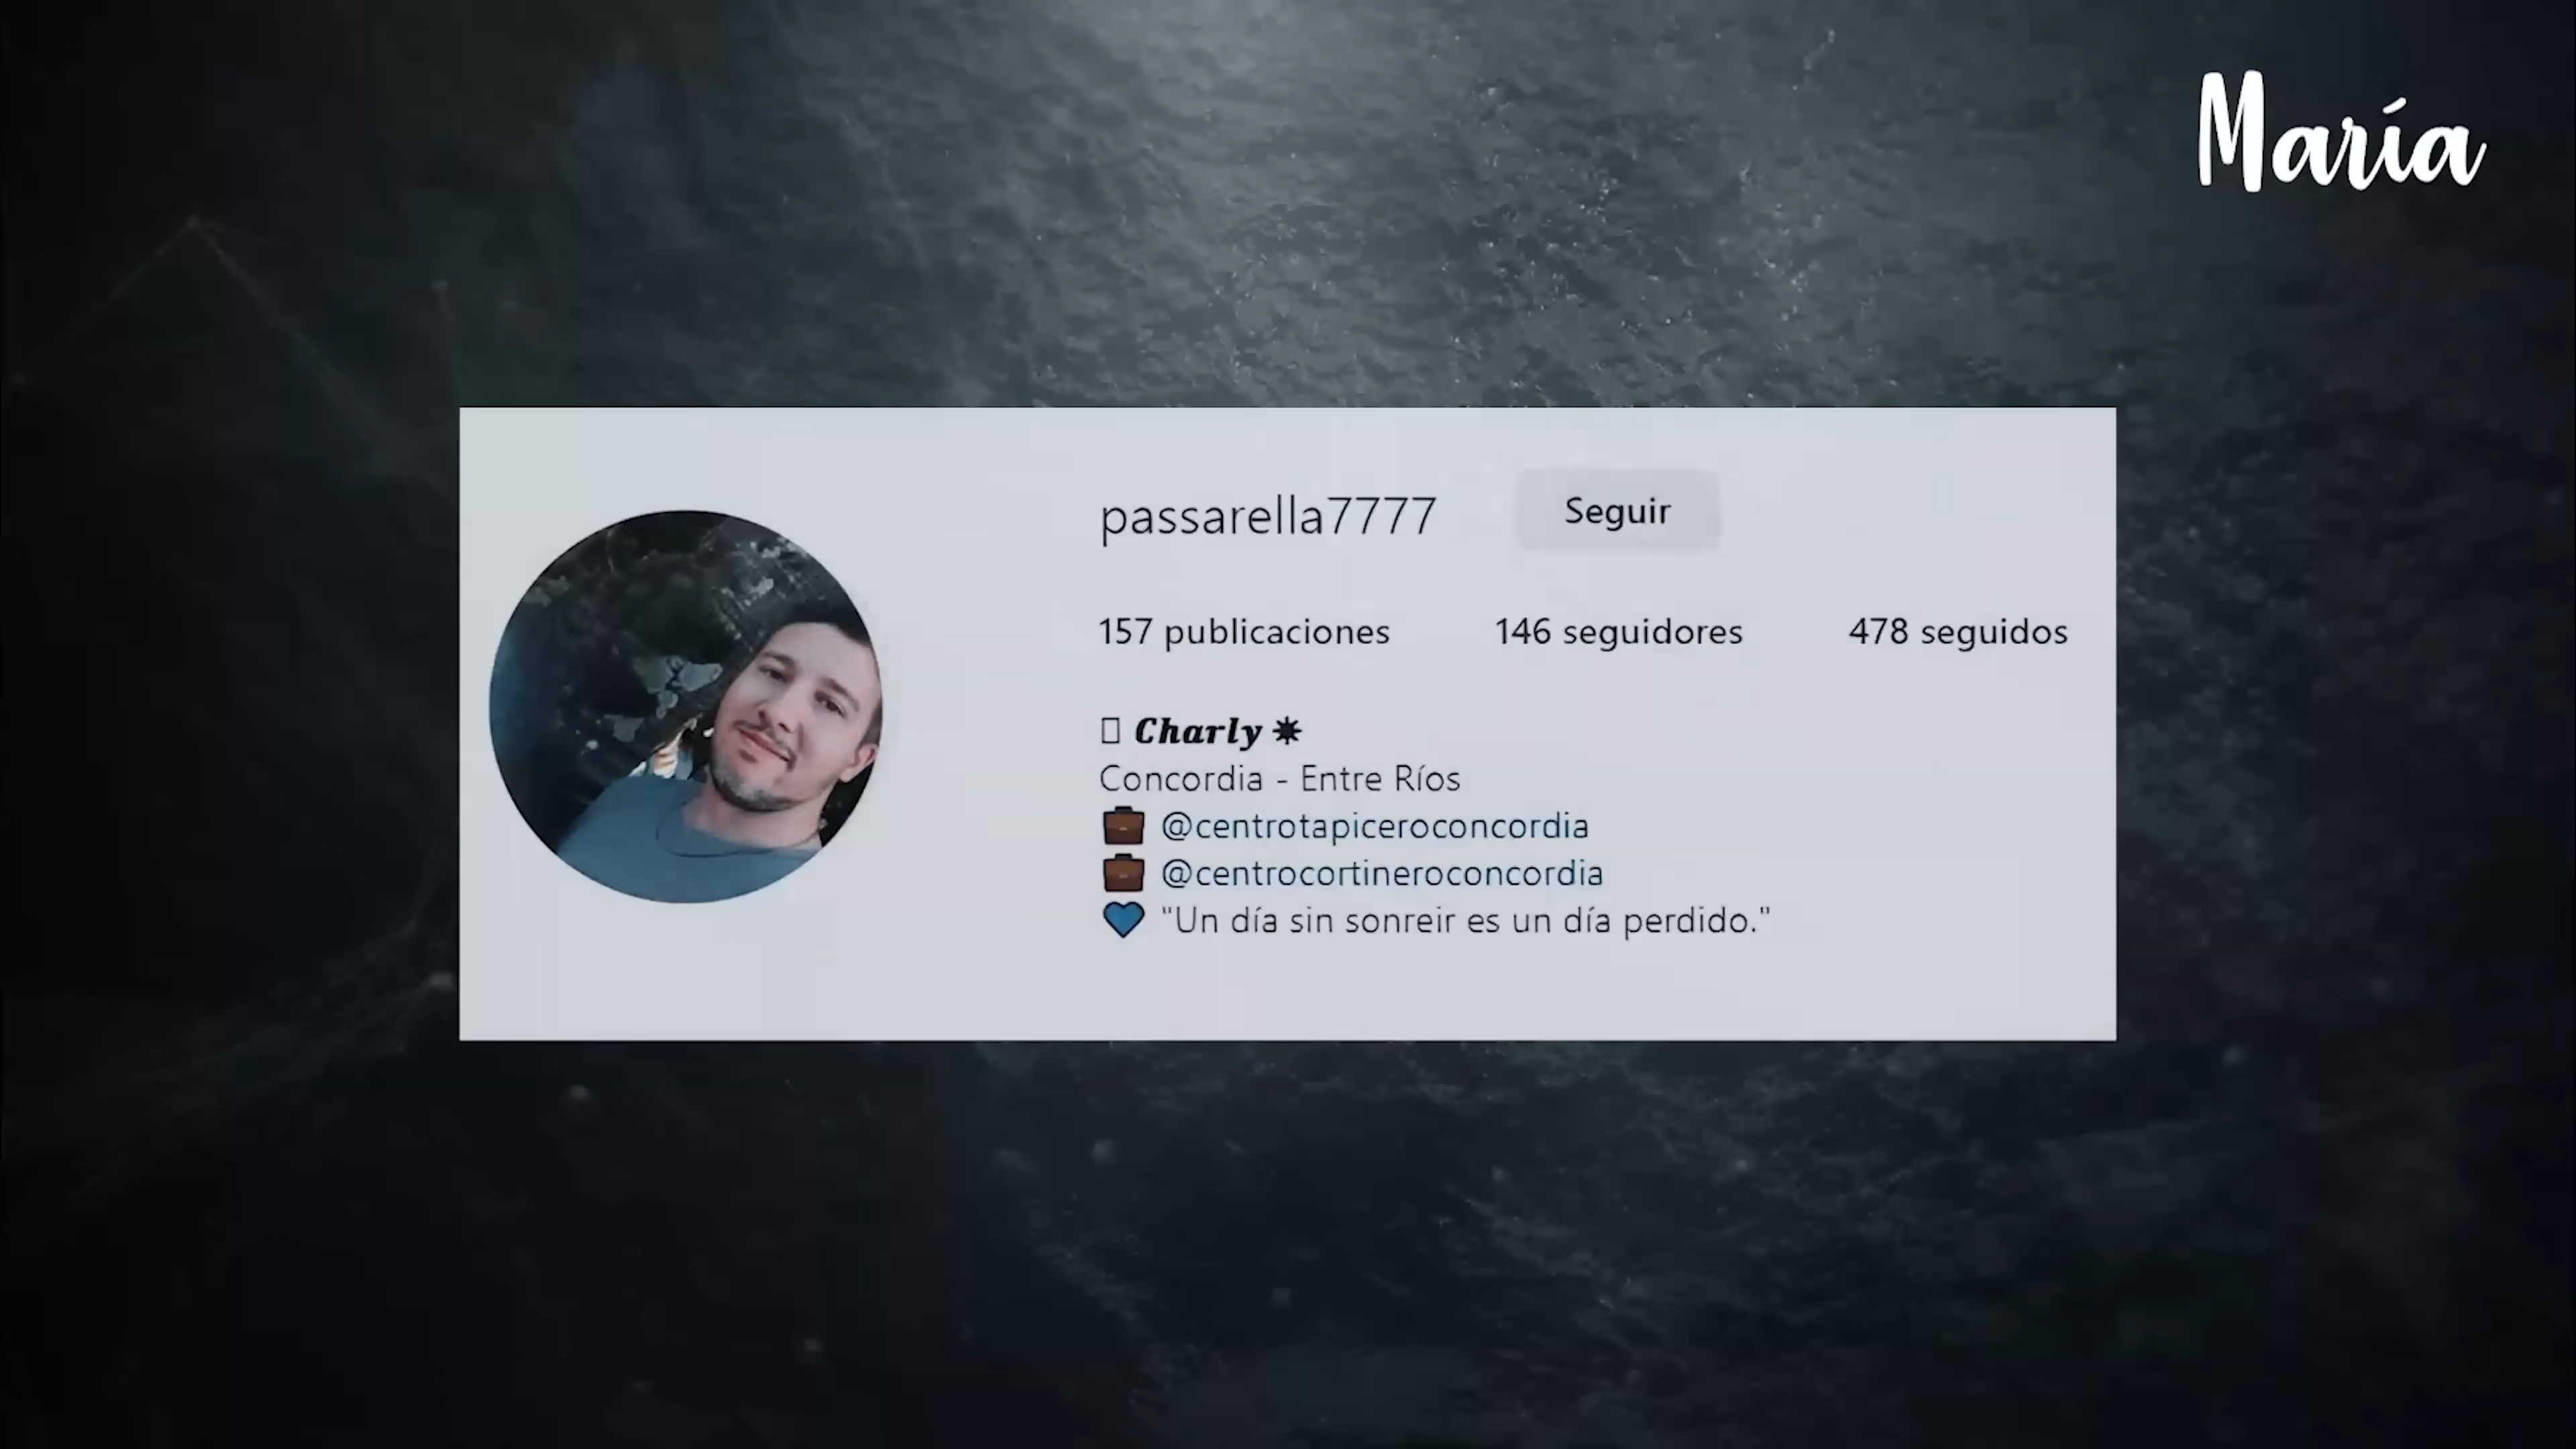 María
passarella7777 Seguir
157 publicaciones 146 seguidores 478 seguidos
Charly ✷
Concordia - Entre Ríos
💼 @centrotapiceroconcordia
💼 @centrocortineroconcordia
💙 "Un día sin sonreir es un día perdido."